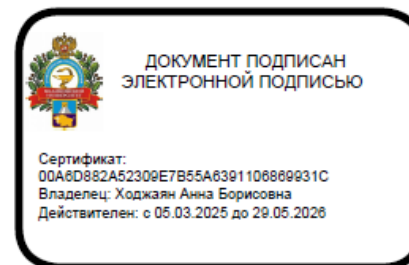 ДОКУМЕНТ ПОДПИСАН
ЭЛЕКТРОННОЙ ПОДПИСЬЮ
Сертификат:
00A6D882A52309E7B55A6391106869931C
Владелец: Ходжаян Анна Борисовна
Действителен: с 05.03.2025 до 29.05.2026